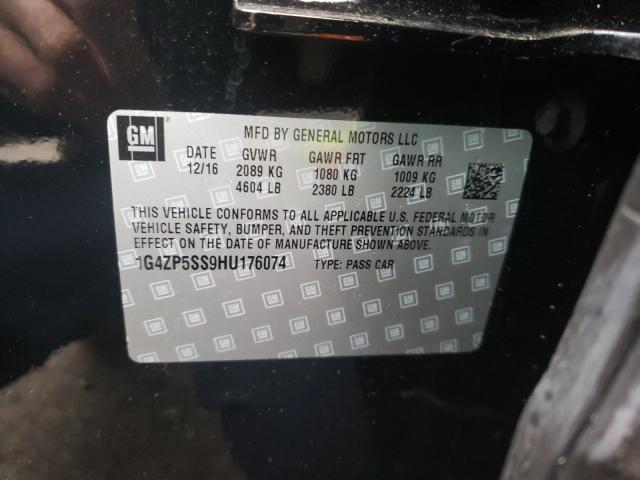 GM
MFD BY GENERAL MOTORS LLC
DATE GVWR GAWR FRT GAWR RR
12/16 2089 KG 1080 KG 1009 KG
4604 LB 2380 LB 2224 LB
THIS VEHICLE CONFORMS TO ALL APPLICABLE U.S. FEDERAL MOTOR
VEHICLE SAFETY, BUMPER, AND THEFT PREVENTION STANDARDS
IN EFFECT ON THE DATE OF MANUFACTURE SHOWN ABOVE.
1G4ZP5SS9HU176074 TYPE: PASS CAR